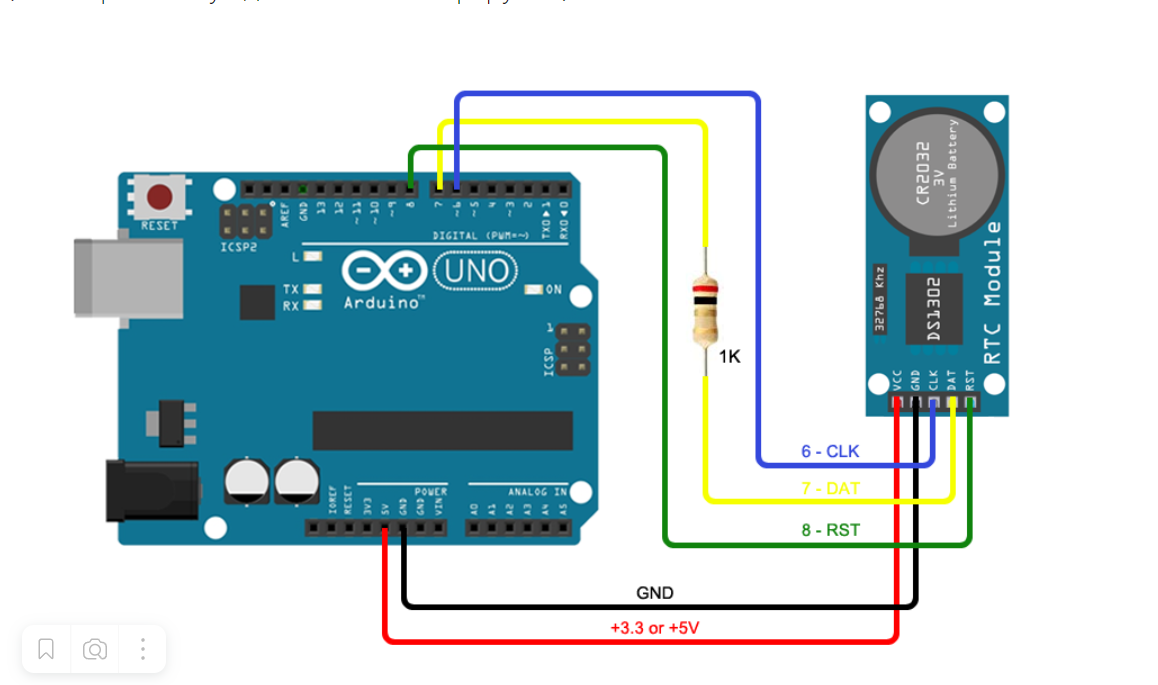 RESET
ICSP2
AREF
GND
13
12
~11
~10
~9
8
7
~6
~5
4
~3
2
TX0▶1
RX0◀0
DIGITAL (PWM=~)
L
TX
RX
UNO
Arduino™
ON
1
ICSP
IOREF
RESET
3V3
5V
GND
GND
VIN
POWER
ANALOG IN
A0
A1
A2
A3
A4
A5
1K
CR2032
3V
Lithium Battery
32768 Khz
DS1302
RTC Module
VCC
GND
CLK
DAT
RST
6 - CLK
7 - DAT
8 - RST
GND
+3.3 or +5V